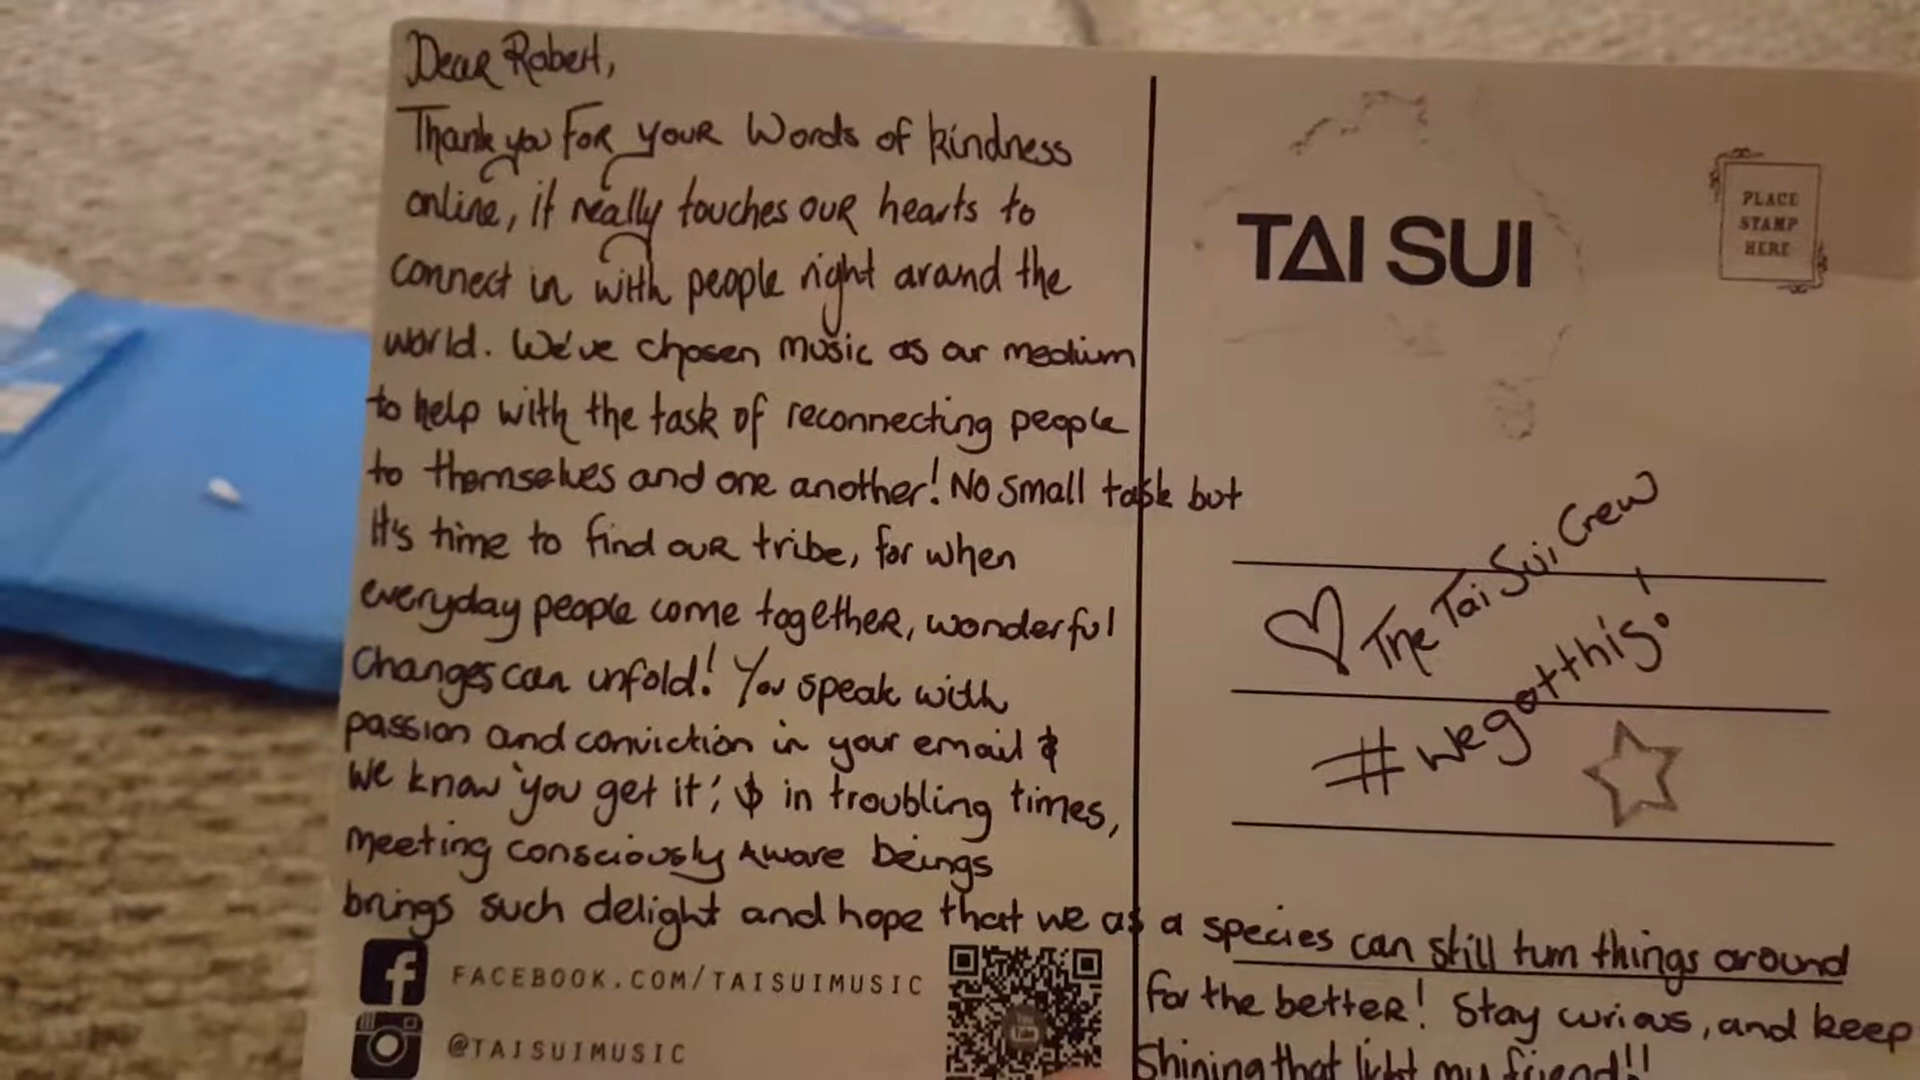 Dear Robert,
Thank you For your Words of kindness
online, it really touches our hearts to
connect in with people right around the
world. We've chosen music as our medium
to help with the task of reconnecting people
to themselves and one another! No small task but
It's time to find our tribe, for when
everyday people come together, wonderful
changes can unfold! You speak with
passion and conviction in your email &
we know 'you get it', & in troubling times,
meeting consciously Aware beings
brings such delight and hope that we as a species can still turn things around
for the better! Stay curious, and keep
Shining that light my friend!!
FACEBOOK.COM/TAISUIMUSIC
@TAISUIMUSIC
TAI SUI
PLACE
STAMP
HERE
The Tai Sui Crew
#wegotthis!